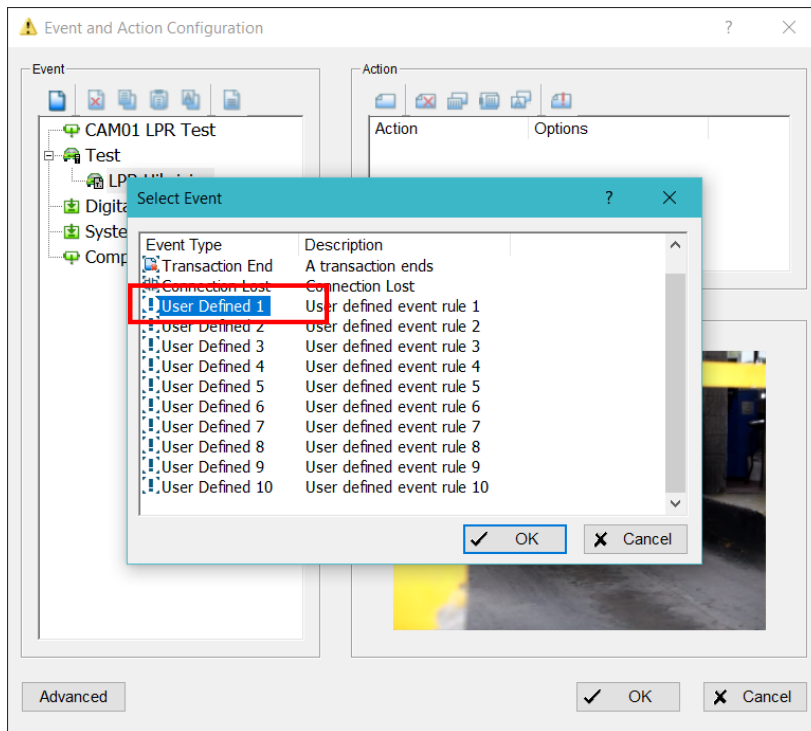 Event and Action Configuration ?
Event
Action
CAM01 LPR Test
Action Options
Test
LPR
Select Event ?
Digita
Syste
Comp
Event Type Description
Transaction End A transaction ends
Connection Lost Connection Lost
User Defined 1 User defined event rule 1
User Defined 2 User defined event rule 2
User Defined 3 User defined event rule 3
User Defined 4 User defined event rule 4
User Defined 5 User defined event rule 5
User Defined 6 User defined event rule 6
User Defined 7 User defined event rule 7
User Defined 8 User defined event rule 8
User Defined 9 User defined event rule 9
User Defined 10 User defined event rule 10
OK Cancel
Advanced OK Cancel